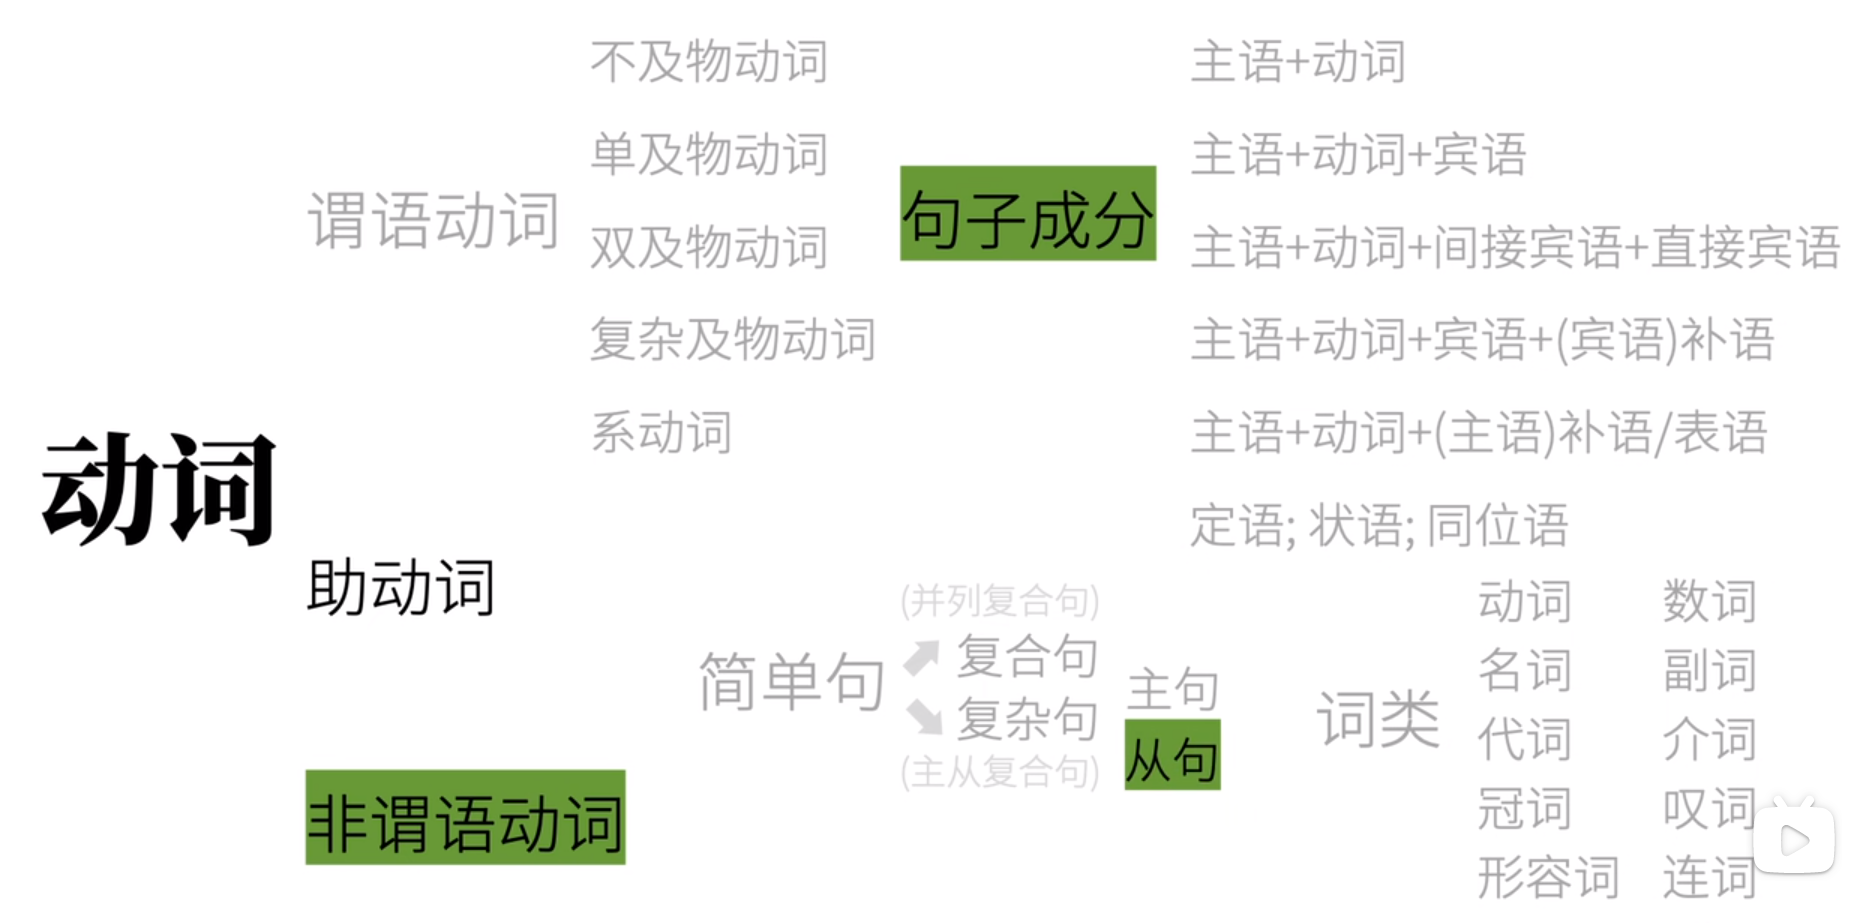 动词
谓语动词
不及物动词
单及物动词
双及物动词
复杂及物动词
系动词
句子成分
主语+动词
主语+动词+宾语
主语+动词+间接宾语+直接宾语
主语+动词+宾语+(宾语)补语
主语+动词+(主语)补语/表语
定语; 状语; 同位语
助动词
非谓语动词
简单句
(并列复合句)
复合句
复杂句
(主从复合句)
主句
从句
词类
动词 数词
名词 副词
代词 介词
冠词 叹词
形容词 连词